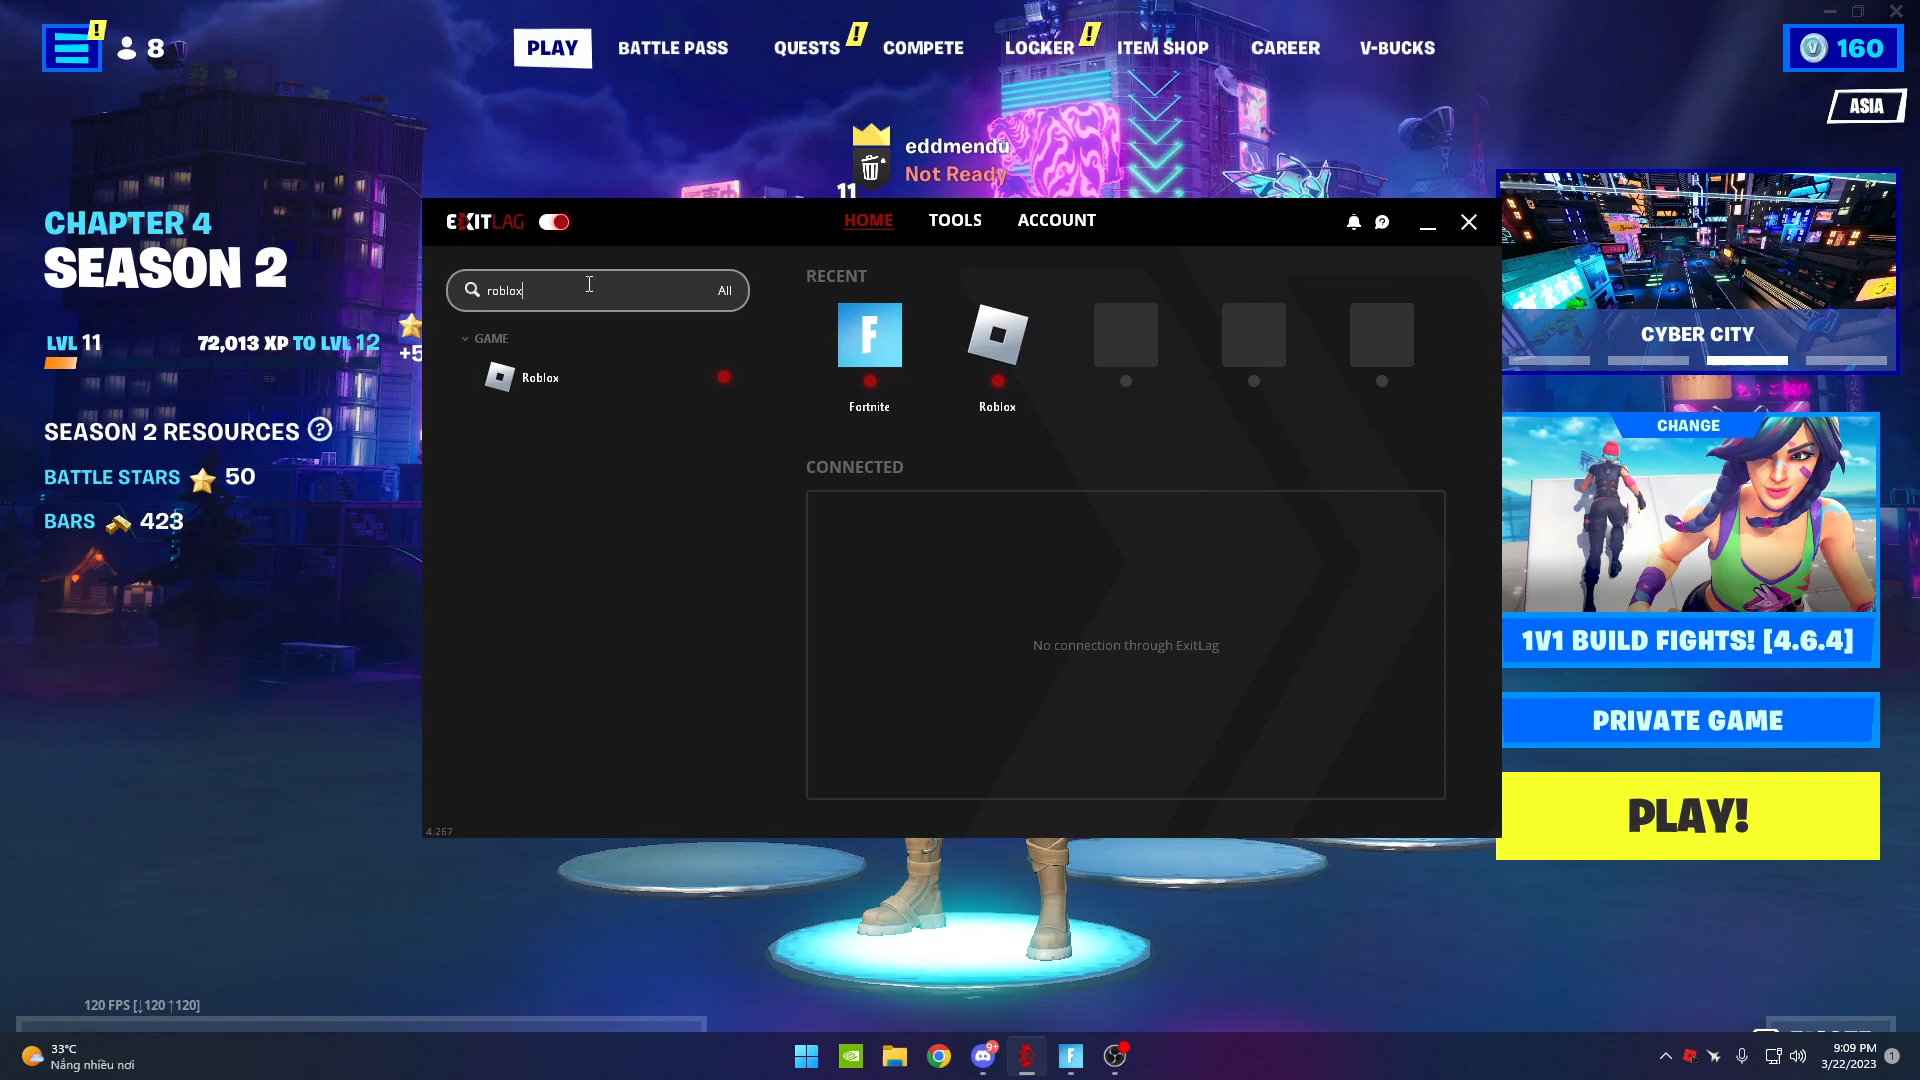 8
PLAY
BATTLE PASS
QUESTS
COMPETE
LOCKER
ITEM SHOP
CAREER
V-BUCKS
160
ASIA
eddmendu
Not Ready
11
CHAPTER 4
SEASON 2
LVL 11
72,013 XP TO LVL 12
+5
SEASON 2 RESOURCES ?
BATTLE STARS 50
BARS 423
EXITLAG
HOME
TOOLS
ACCOUNT
roblox
All
GAME
Roblox
RECENT
Fortnite
Roblox
CONNECTED
No connection through ExitLag
4.267
CYBER CITY
CHANGE
1V1 BUILD FIGHTS! [4.6.4]
PRIVATE GAME
PLAY!
120 FPS [↓120 ↑120]
33°C
Nắng nhiều nơi
9+
9:09 PM
3/22/2023
1